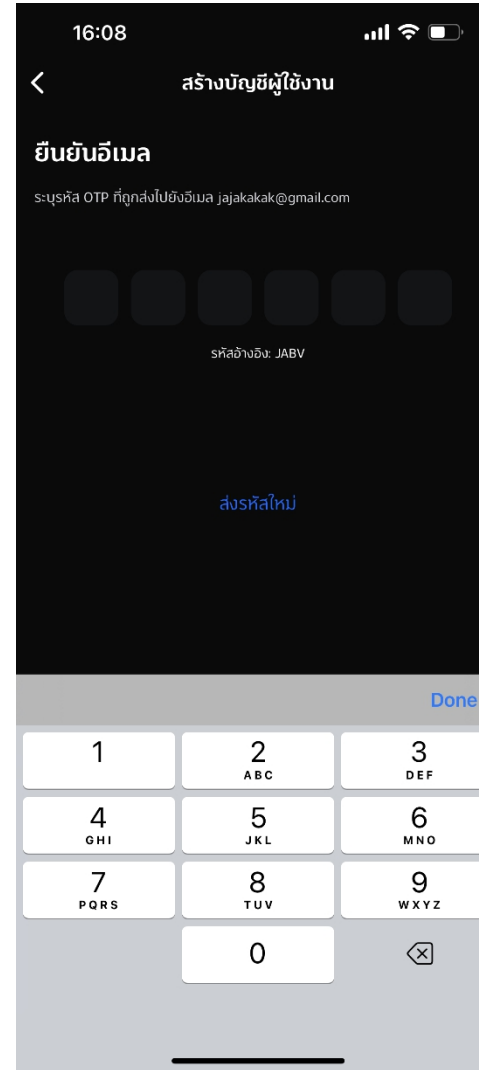 16:08
สร้างบัญชีผู้ใช้งาน
ยืนยันอีเมล
ระบุรหัส OTP ที่ถูกส่งไปยังอีเมล jajakakak@gmail.com
รหัสอ้างอิง: JABV
ส่งรหัสใหม่
Done
1 2 3
ABC DEF
4 5 6
GHI JKL MNO
7 8 9
PQRS TUV WXYZ
0